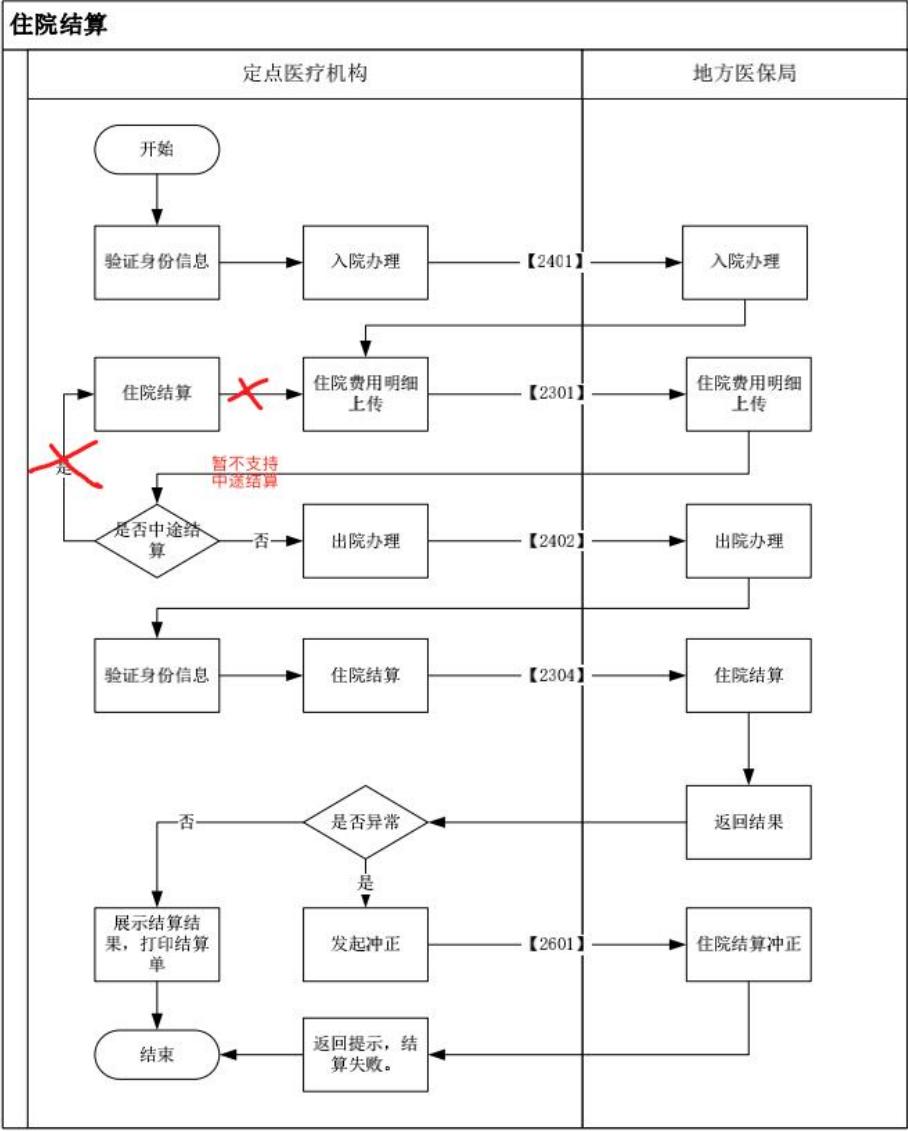 住院结算
定点医疗机构
地方医保局
开始
验证身份信息
入院办理
【2401】
入院办理
住院结算
住院费用明细
上传
【2301】
住院费用明细
上传
是
暂不支持
中途结算
是否中途结
算
否
出院办理
【2402】
出院办理
验证身份信息
住院结算
【2304】
住院结算
否
是否异常
返回结果
是
展示结算结
果，打印结算
单
发起冲正
【2601】
住院结算冲正
结束
返回提示，结
算失败。